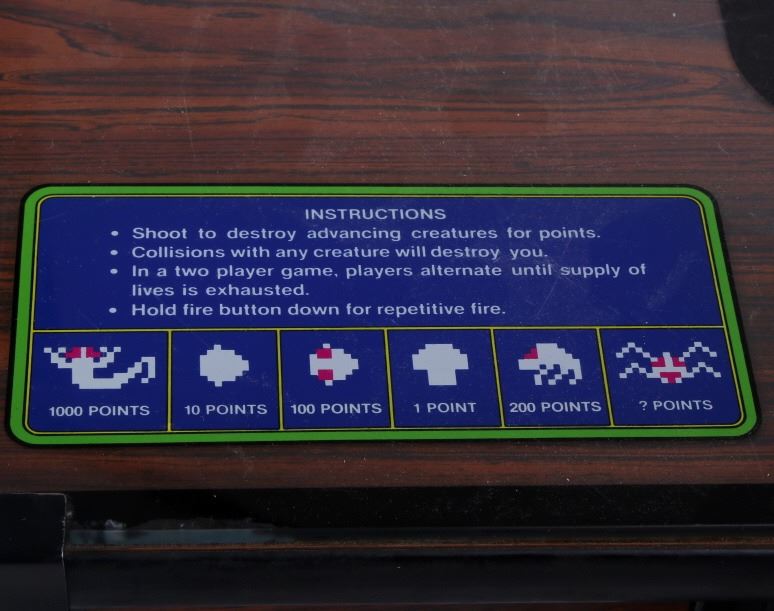 INSTRUCTIONS
• Shoot to destroy advancing creatures for points.
• Collisions with any creature will destroy you.
• In a two player game, players alternate until supply of
lives is exhausted.
• Hold fire button down for repetitive fire.
1000 POINTS 10 POINTS 100 POINTS 1 POINT 200 POINTS ? POINTS